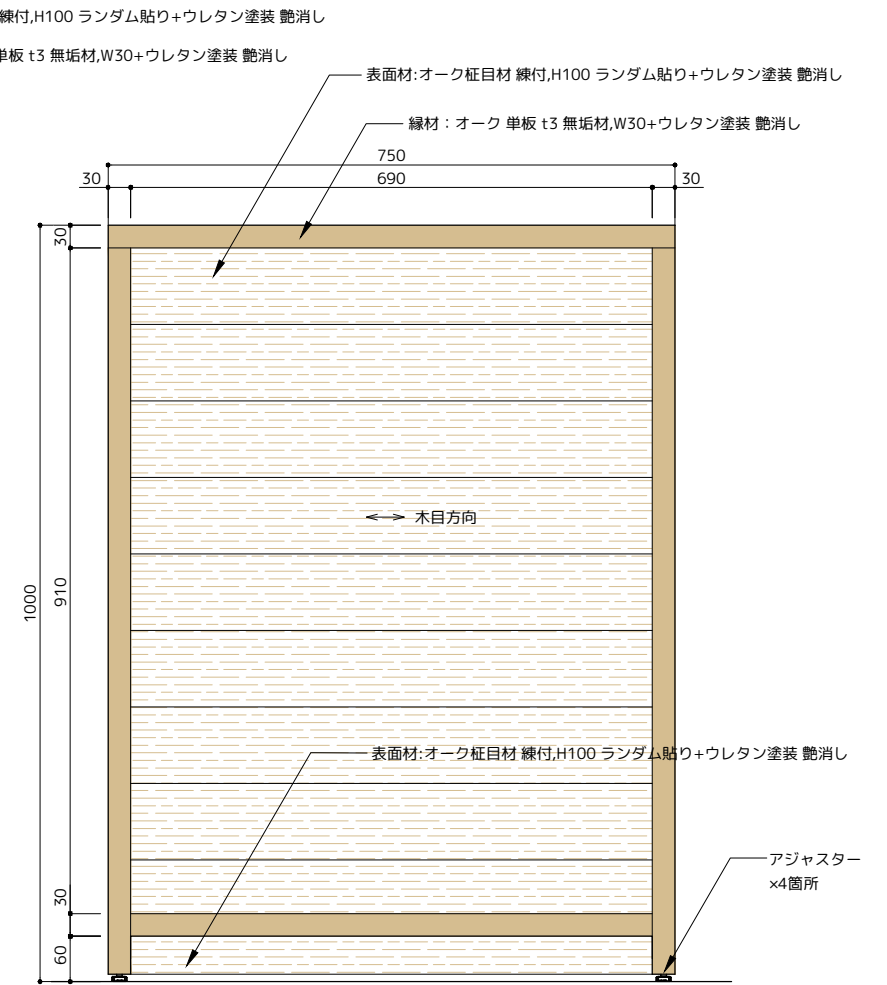 練付,H100 ランダム貼り+ウレタン塗装 艶消し
単板 t3 無垢材,W30+ウレタン塗装 艶消し
表面材:オーク柾目材 練付,H100 ランダム貼り+ウレタン塗装 艶消し
縁材：オーク 単板 t3 無垢材,W30+ウレタン塗装 艶消し
750
30
690
30
30
木目方向
1000
910
表面材:オーク柾目材 練付,H100 ランダム貼り+ウレタン塗装 艶消し
アジャスター
×4箇所
30
60